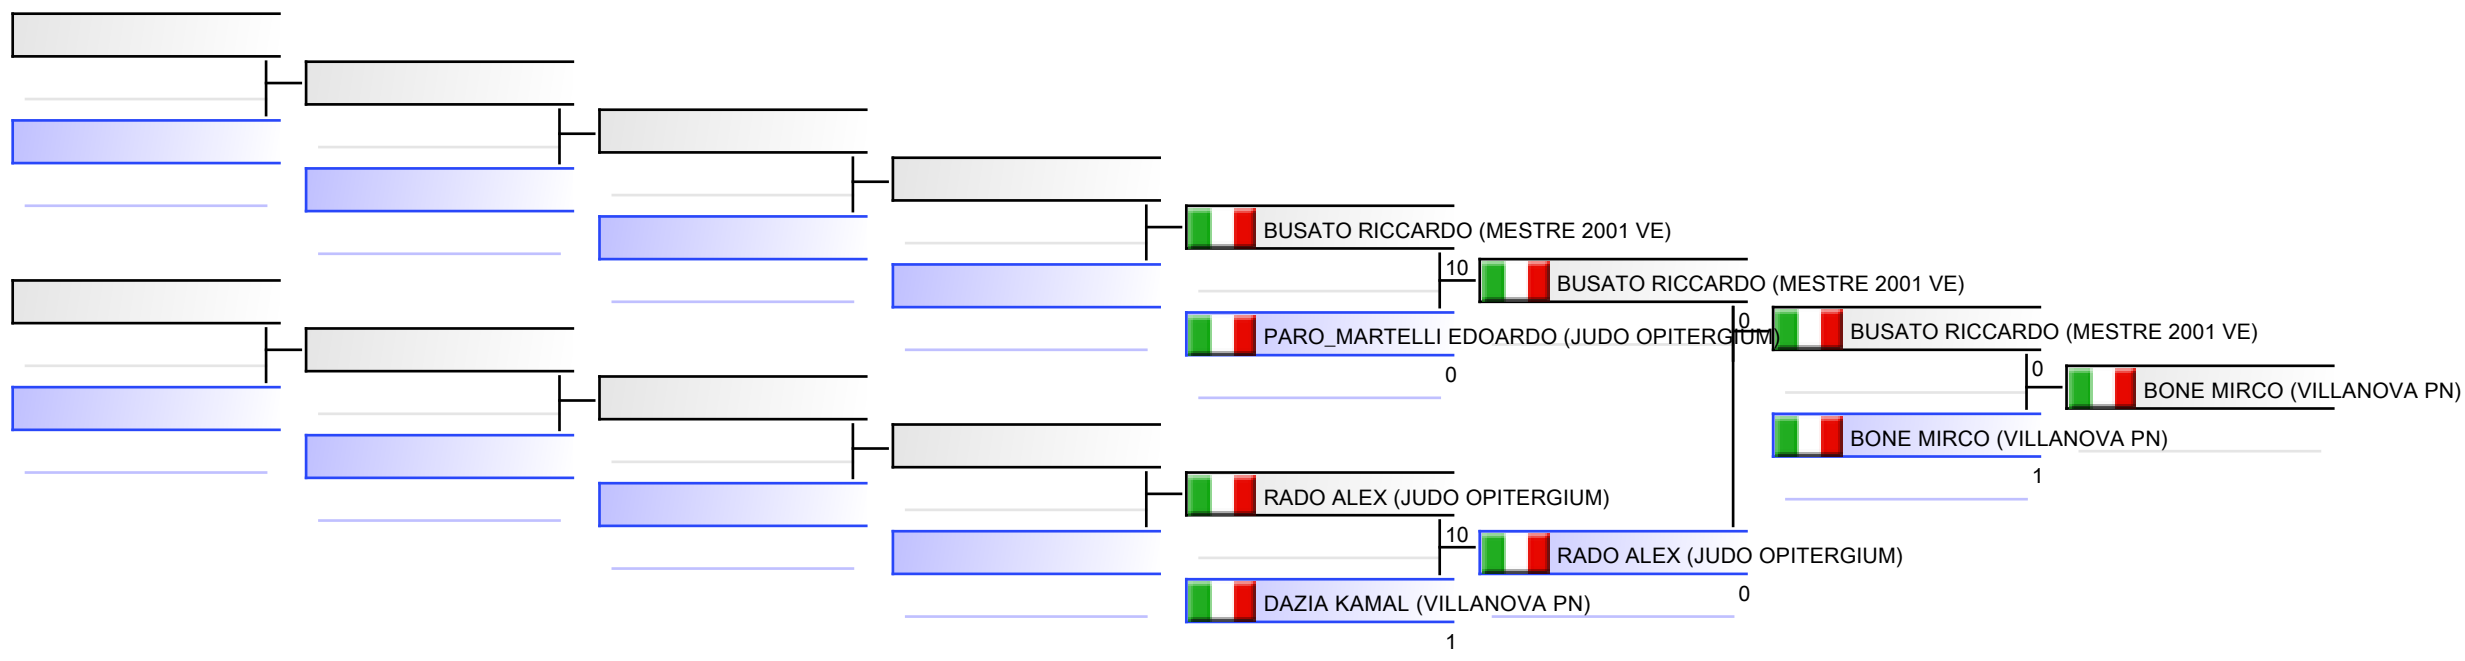 BUSATO RICCARDO (MESTRE 2001 VE)
10
BUSATO RICCARDO (MESTRE 2001 VE)
PARO_MARTELLI EDOARDO (JUDO OPITERGIUM)
0
0
BUSATO RICCARDO (MESTRE 2001 VE)
0
BONE MIRCO (VILLANOVA PN)
BONE MIRCO (VILLANOVA PN)
1
RADO ALEX (JUDO OPITERGIUM)
10
RADO ALEX (JUDO OPITERGIUM)
0
DAZIA KAMAL (VILLANOVA PN)
1